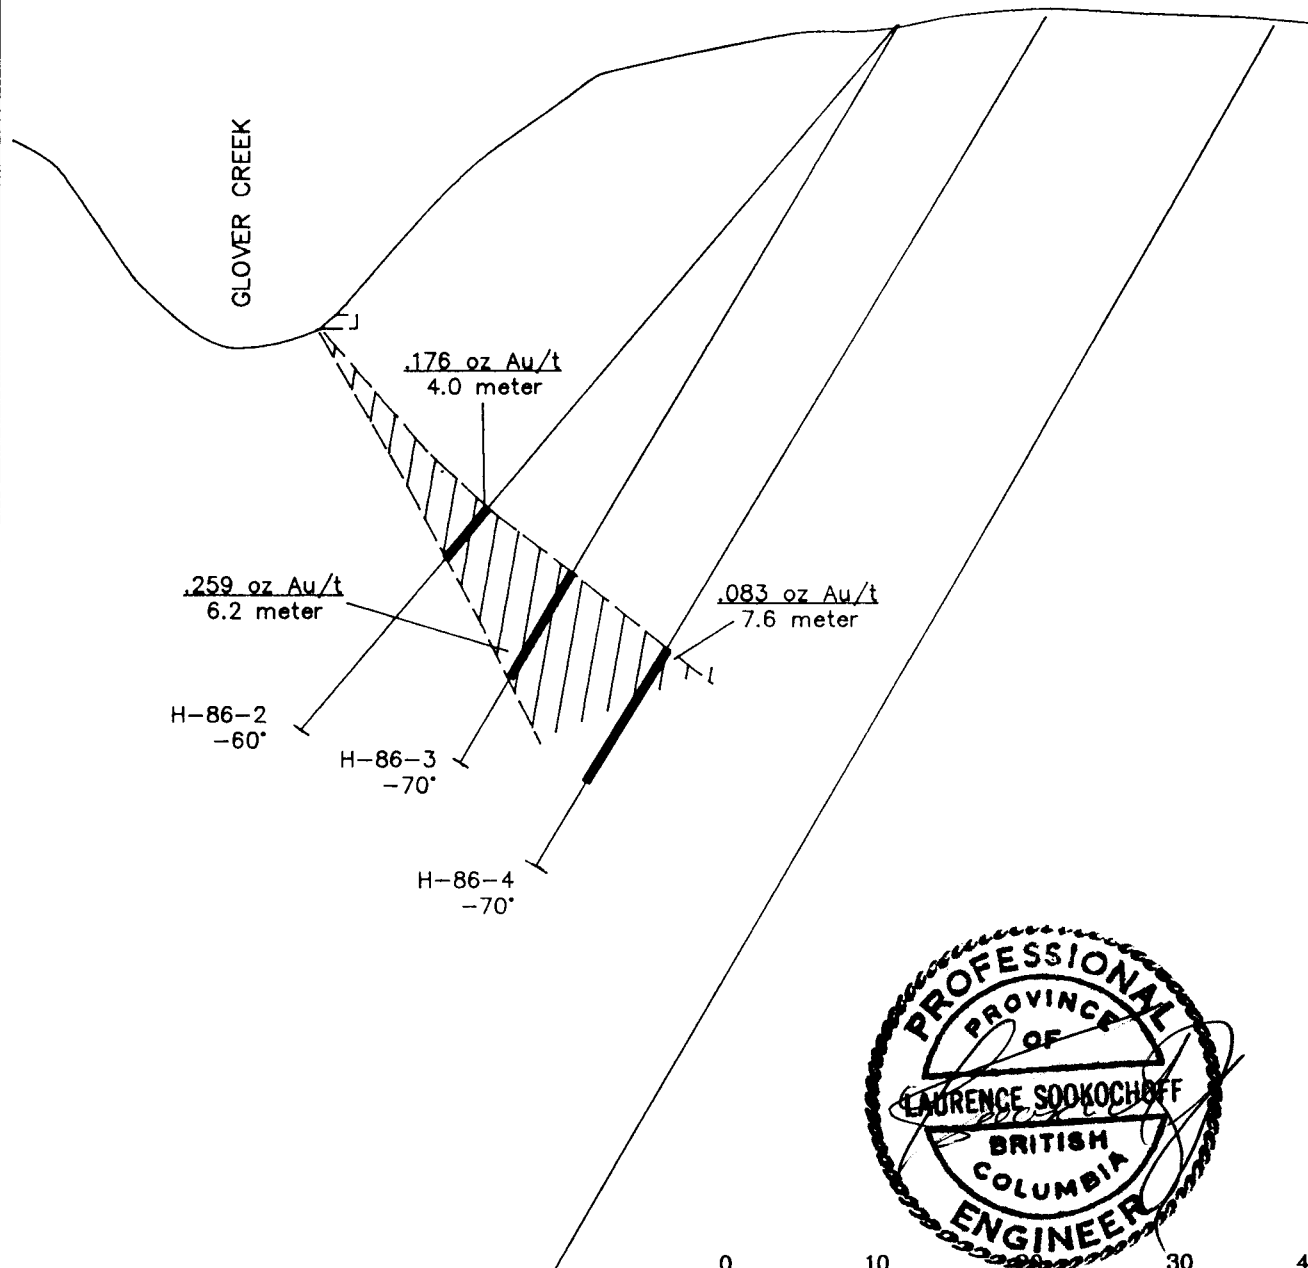 GLOVER CREEK
.176 oz Au/t
4.0 meter
.259 oz Au/t
6.2 meter
.083 oz Au/t
7.6 meter
H-86-2
-60°
H-86-3
-70°
H-86-4
-70°
PROFESSIONAL
PROVINCE
OF
LAURENCE SOOKOCHOFF
BRITISH
COLUMBIA
ENGINEER
0 10 20 30 4